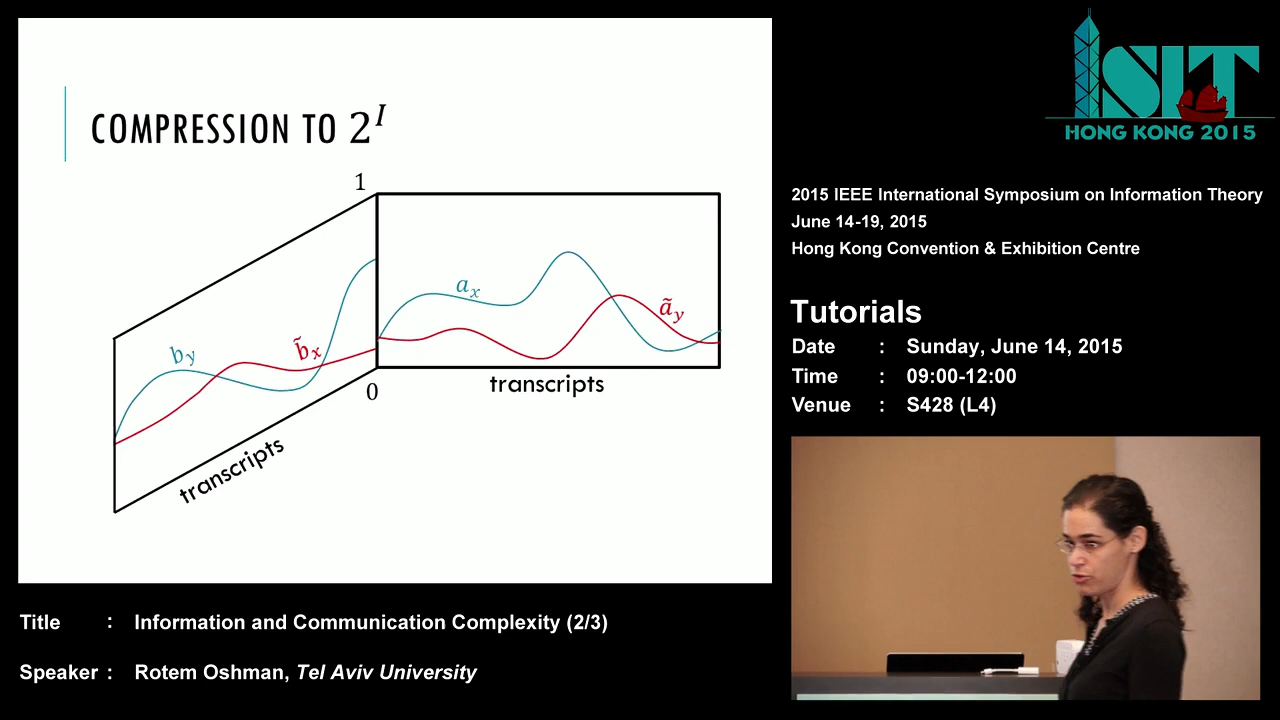 COMPRESSION TO 2^I
1
a_x
ã_y
b_y
b̃_x
0
transcripts
transcripts
ISIT
HONG KONG 2015
2015 IEEE International Symposium on Information Theory
June 14-19, 2015
Hong Kong Convention & Exhibition Centre
Tutorials
Date : Sunday, June 14, 2015
Time : 09:00-12:00
Venue : S428 (L4)
Title : Information and Communication Complexity (2/3)
Speaker : Rotem Oshman, Tel Aviv University